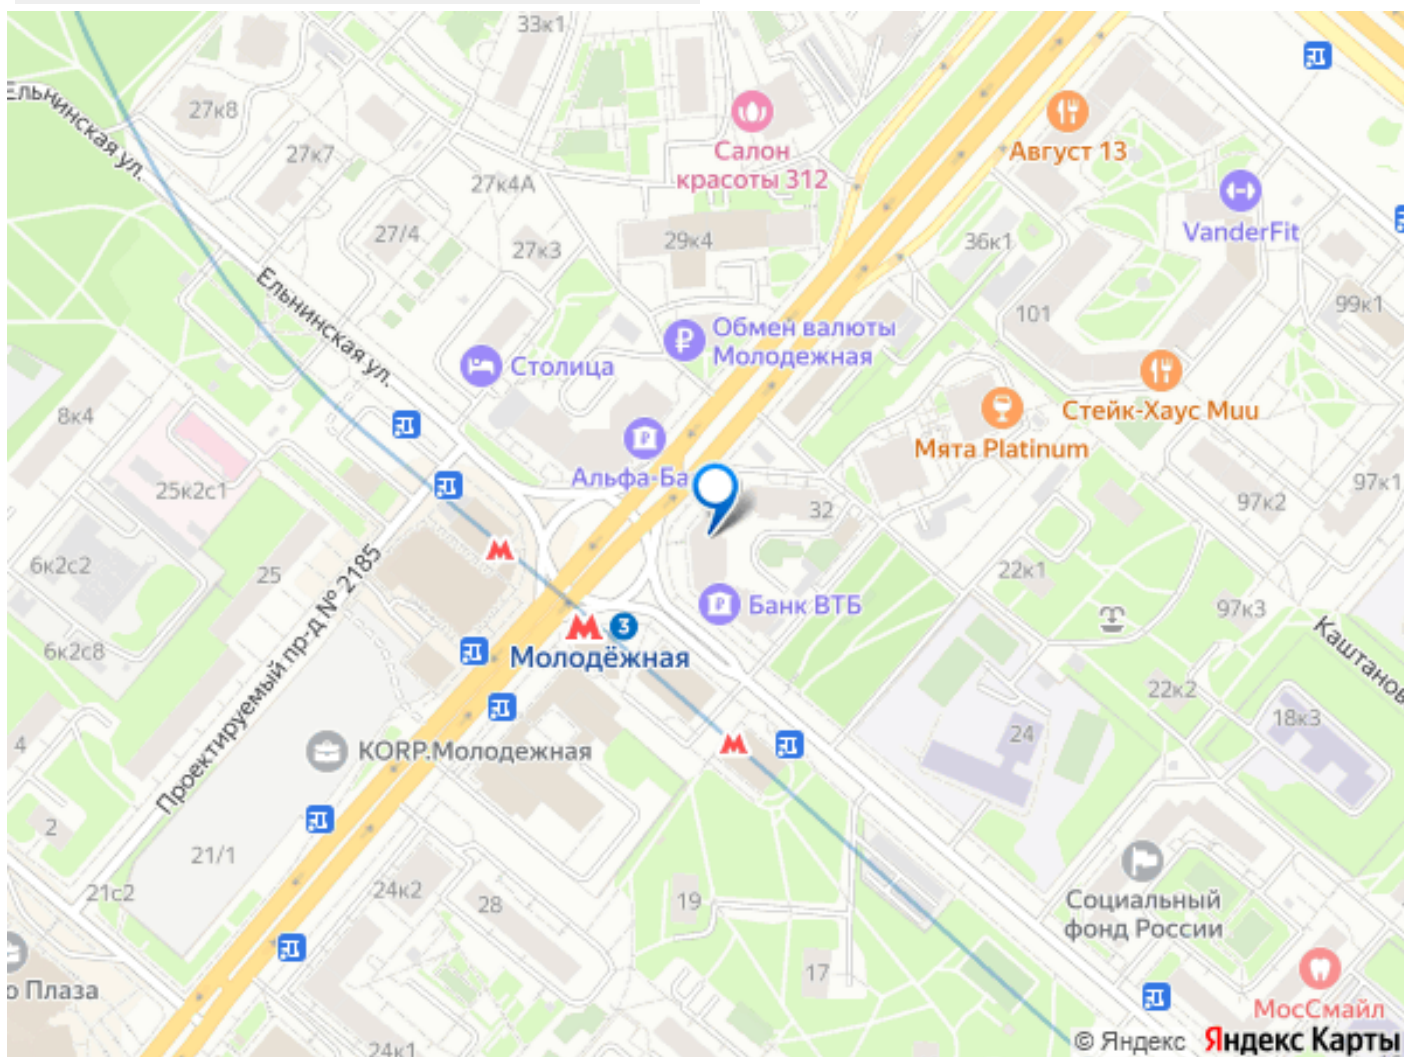 33к1
Ельнинская ул.
27к8
27к7
27к4А
Салон
красоты 312
Август 13
VanderFit
27/4
27к3
29к4
36к1
Ельнинская ул.
Обмен валюты
Молодежная
101
99к1
Столица
Стейк-Хаус Muu
8к4
Мята Platinum
Альфа-Ба
25к2с1
32
97к2
97к1
6к2с2
25
22к1
Банк ВТБ
97к3
Проектируемый пр-д № 2185
3
Молодёжная
6к2с8
Каштанов
22к2
18к3
4
KORP.Молодежная
24
2
21/1
21с2
24к2
28
19
Социальный
фонд России
17
о Плаза
МосСмайл
24к1
© Яндекс Яндекс Карты